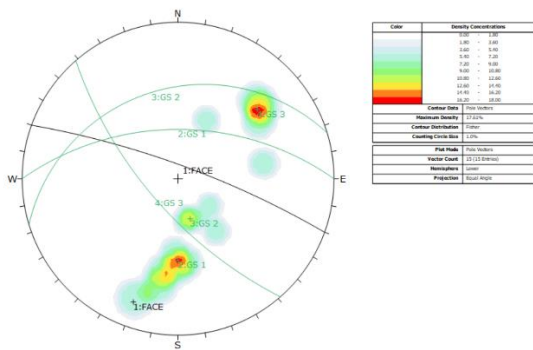 N
3:GS 2
GS 3
2:GS 1
W
1:FACE
E
4:GS 3
3:GS 2
GS 1
1:FACE
S
Color Density Concentrations
0.00 - 1.80
1.80 - 3.60
3.60 - 5.40
5.40 - 7.20
7.20 - 9.00
9.00 - 10.80
10.80 - 12.60
12.60 - 14.40
14.40 - 16.20
16.20 - 18.00
Contour Data Pole Vectors
Maximum Density 17.62%
Contour Distribution Fisher
Counting Circle Size 1.0%
Plot Mode Pole Vectors
Vector Count 15 (15 Entries)
Hemisphere Lower
Projection Equal Angle